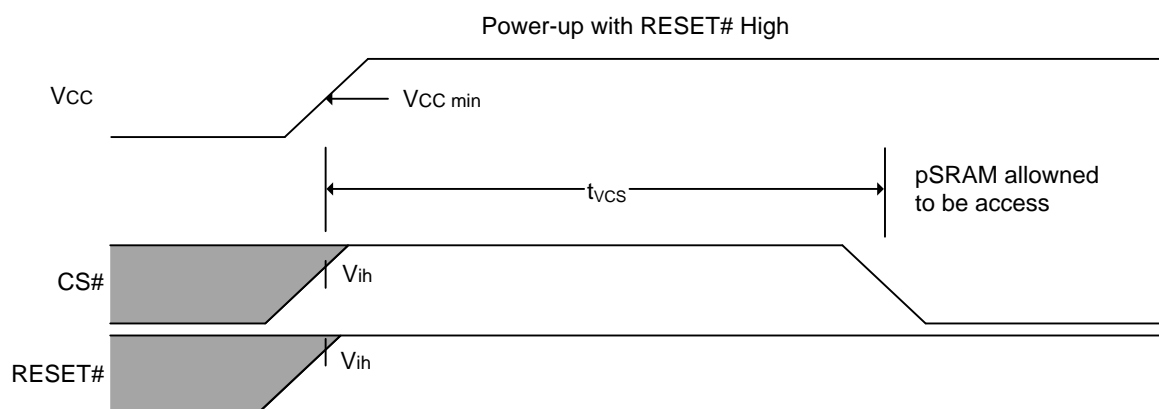 Power-up with RESET# High
VCC
VCC min
tVCS
pSRAM allowned
to be access
CS#
Vih
RESET#
Vih